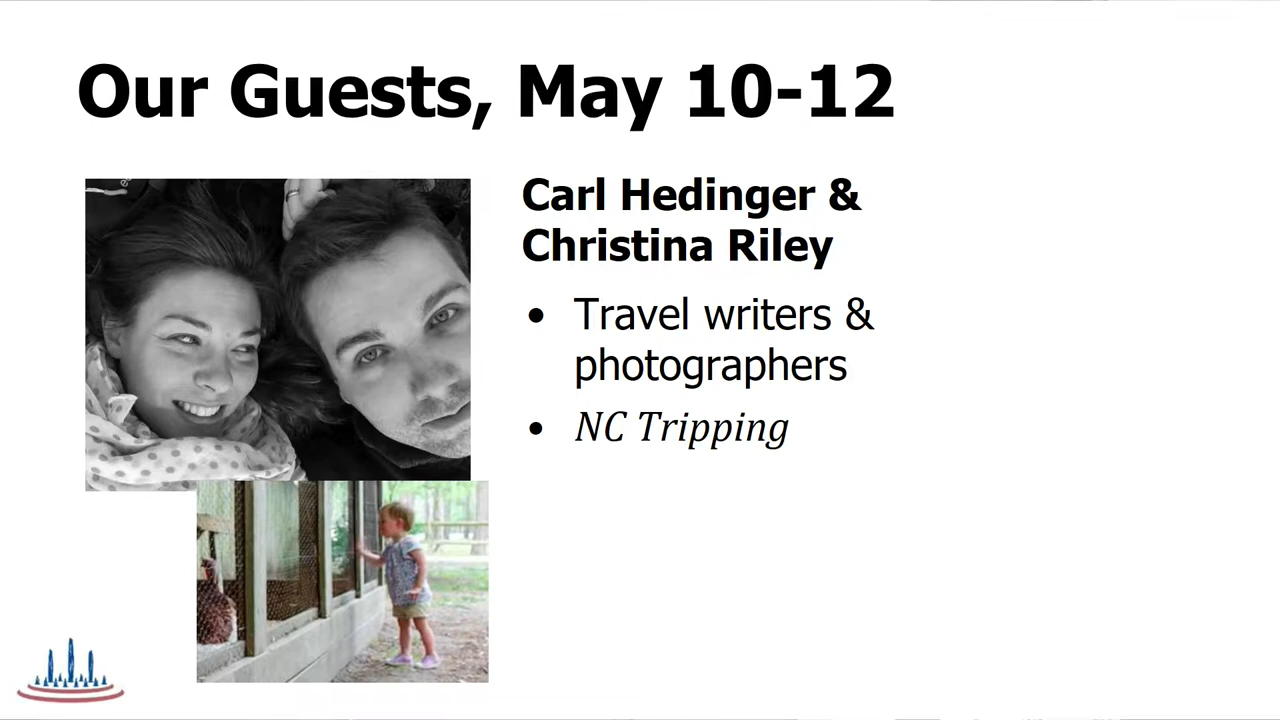 Our Guests, May 10-12
Carl Hedinger &
Christina Riley
• Travel writers &
photographers
• NC Tripping